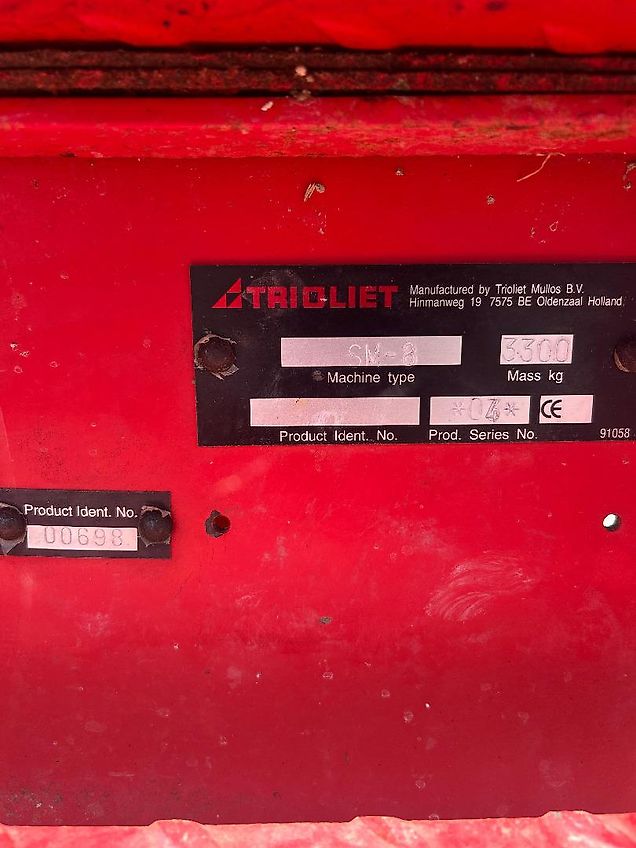 TRIOLIET
Manufactured by Trioliet Mullos B.V.
Hinmanweg 19 7575 BE Oldenzaal Holland
SM-8
3300
Machine type
Mass kg
*04*
CE
Product Ident. No.
Prod. Series No.
91058
Product Ident. No.
00698